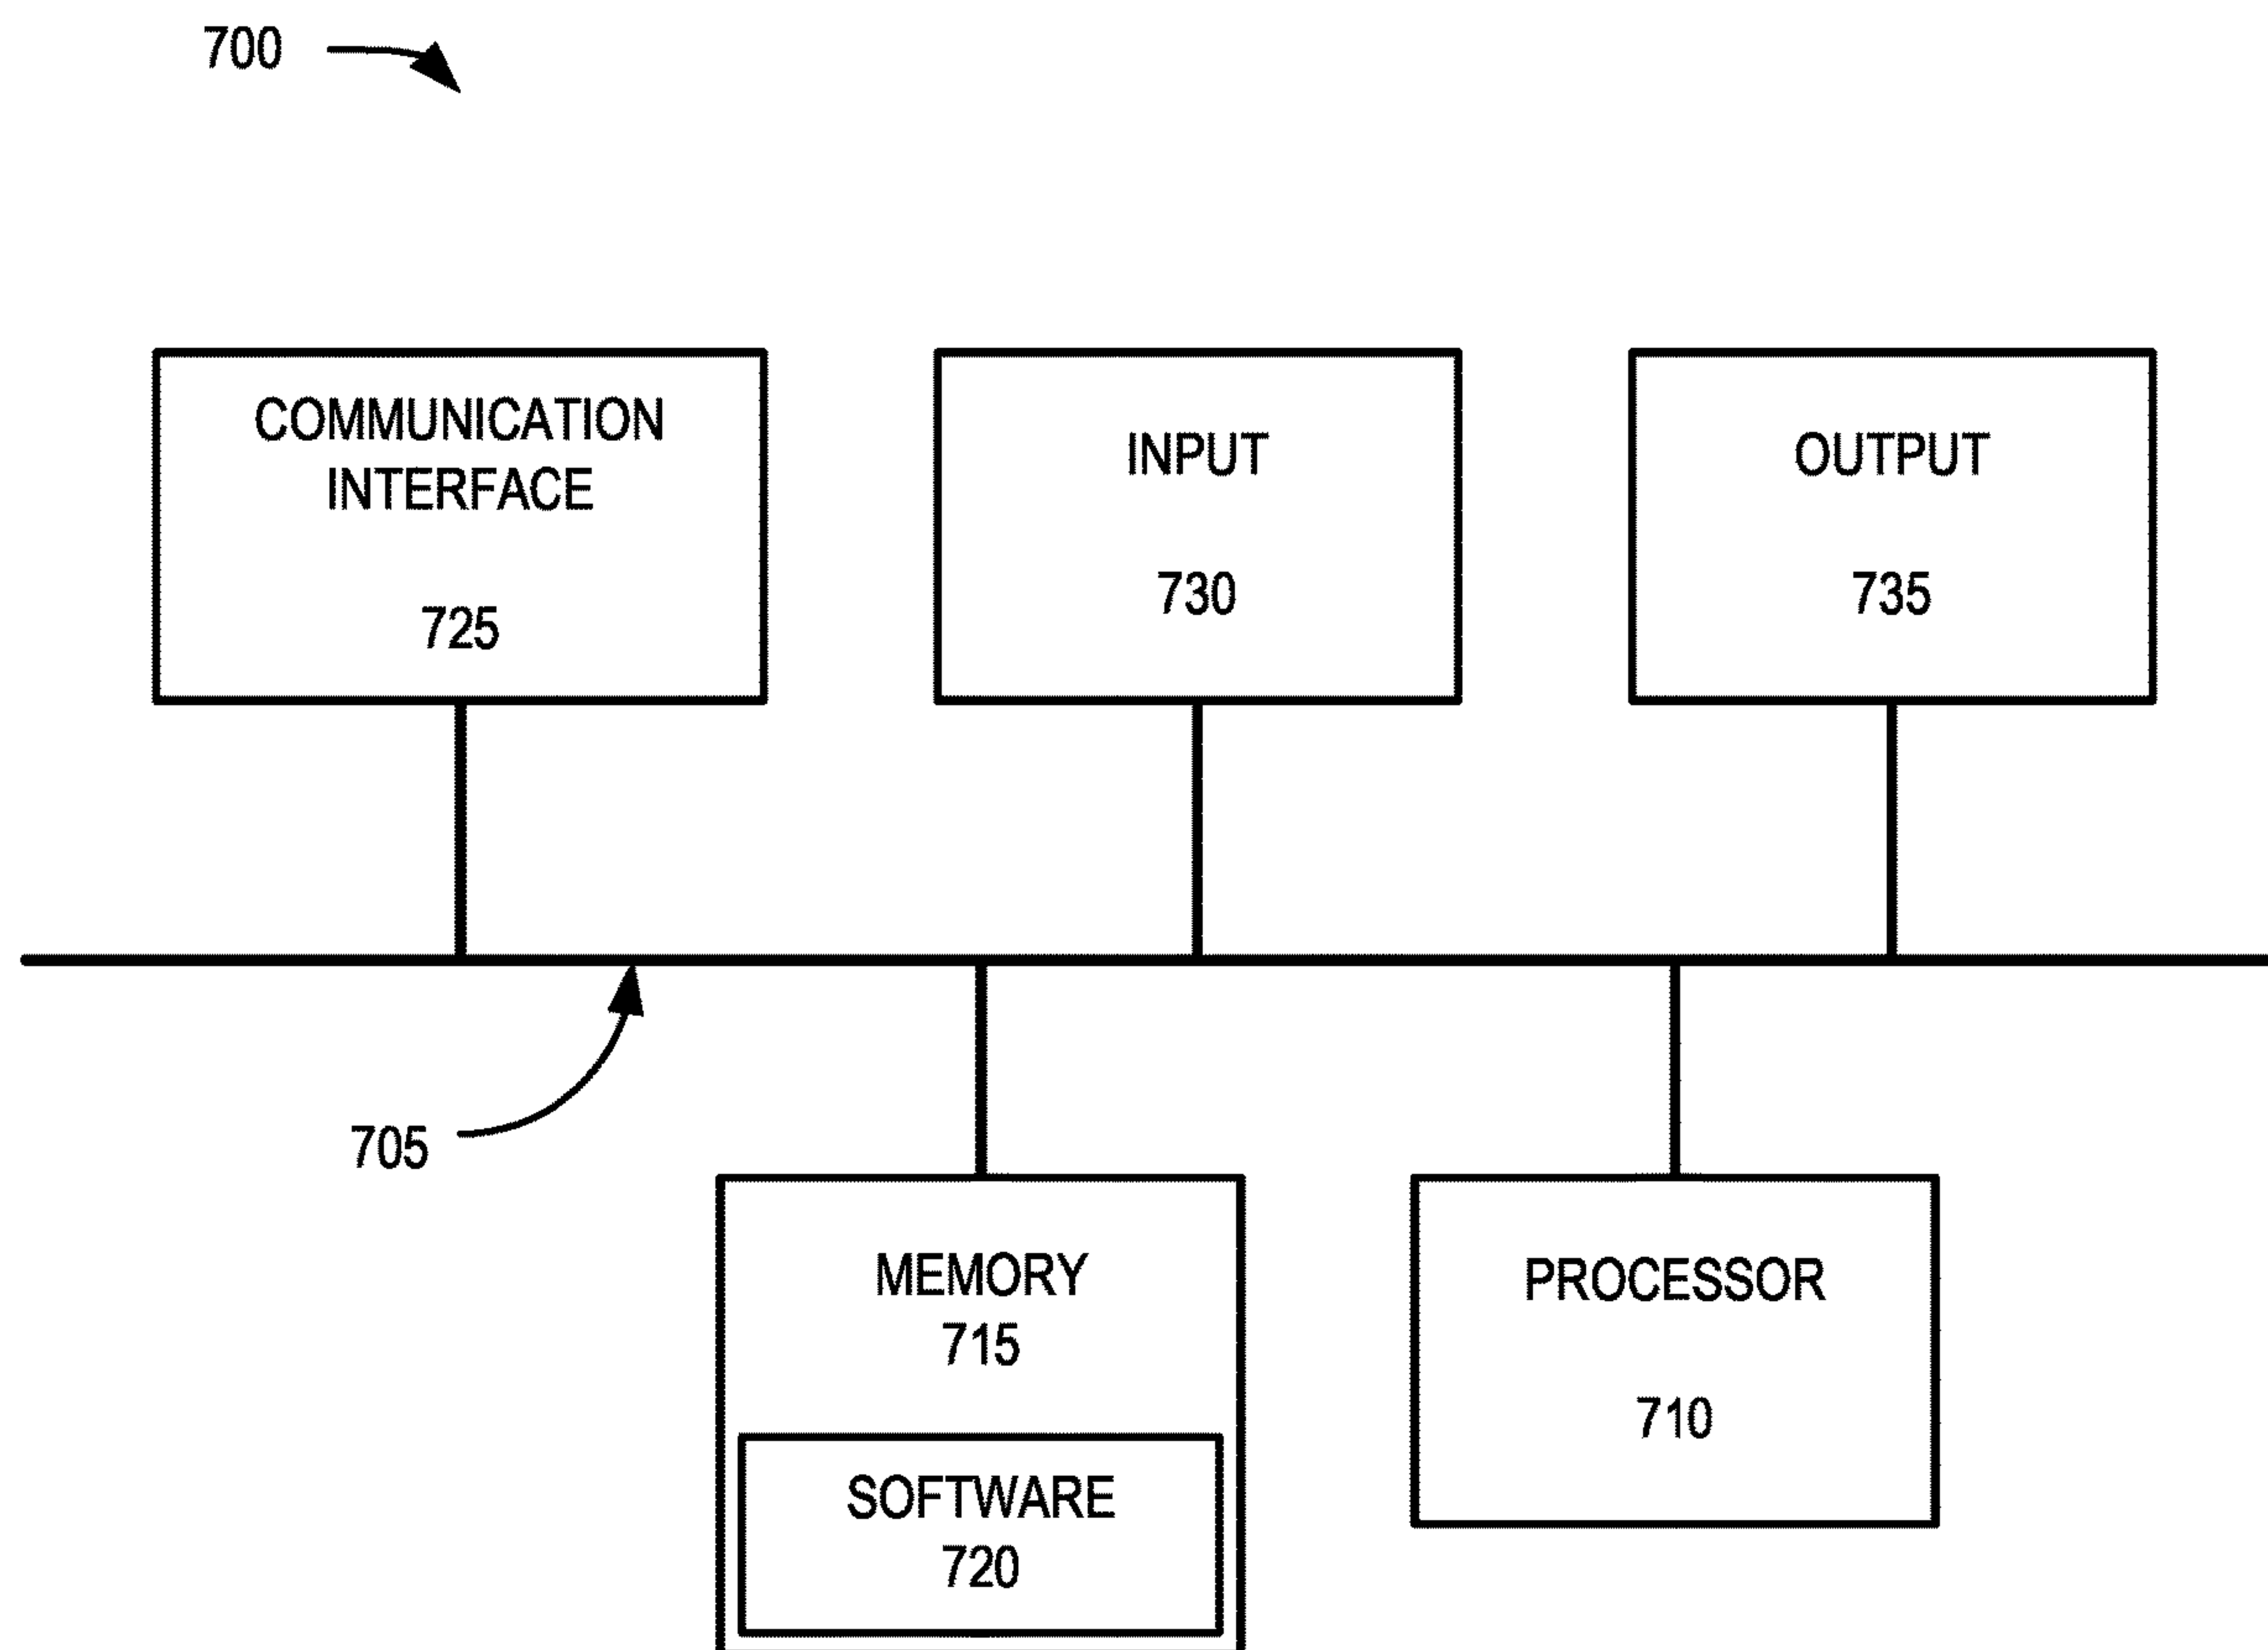 700
COMMUNICATION
INTERFACE
725
INPUT
730
OUTPUT
735
705
MEMORY
715
SOFTWARE
720
PROCESSOR
710